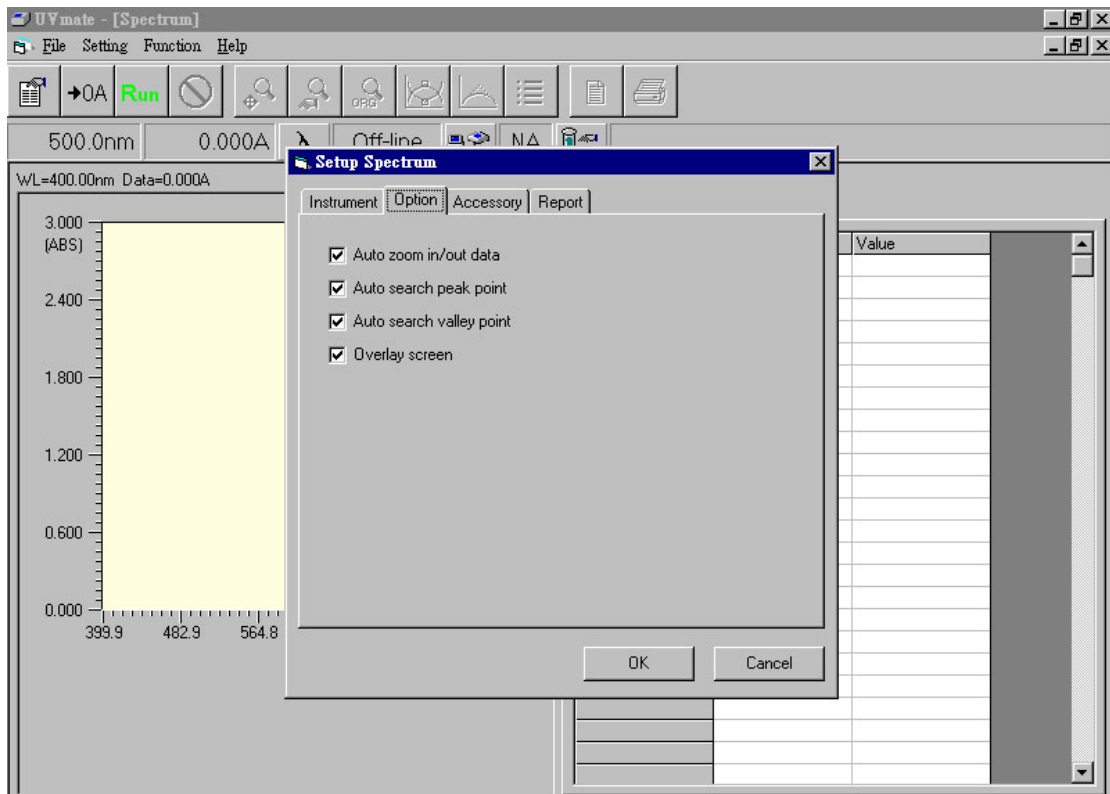 UVmate - [Spectrum]
File Setting Function Help
→0A Run ORG
500.0nm 0.000A λ Off-line NA
WL=400.00nm Data=0.000A
3.000
(ABS)
2.400
1.800
1.200
0.600
0.000
399.9 482.9 564.8
Setup Spectrum
Instrument Option Accessory Report
Auto zoom in/out data
Auto search peak point
Auto search valley point
Overlay screen
OK Cancel
Value